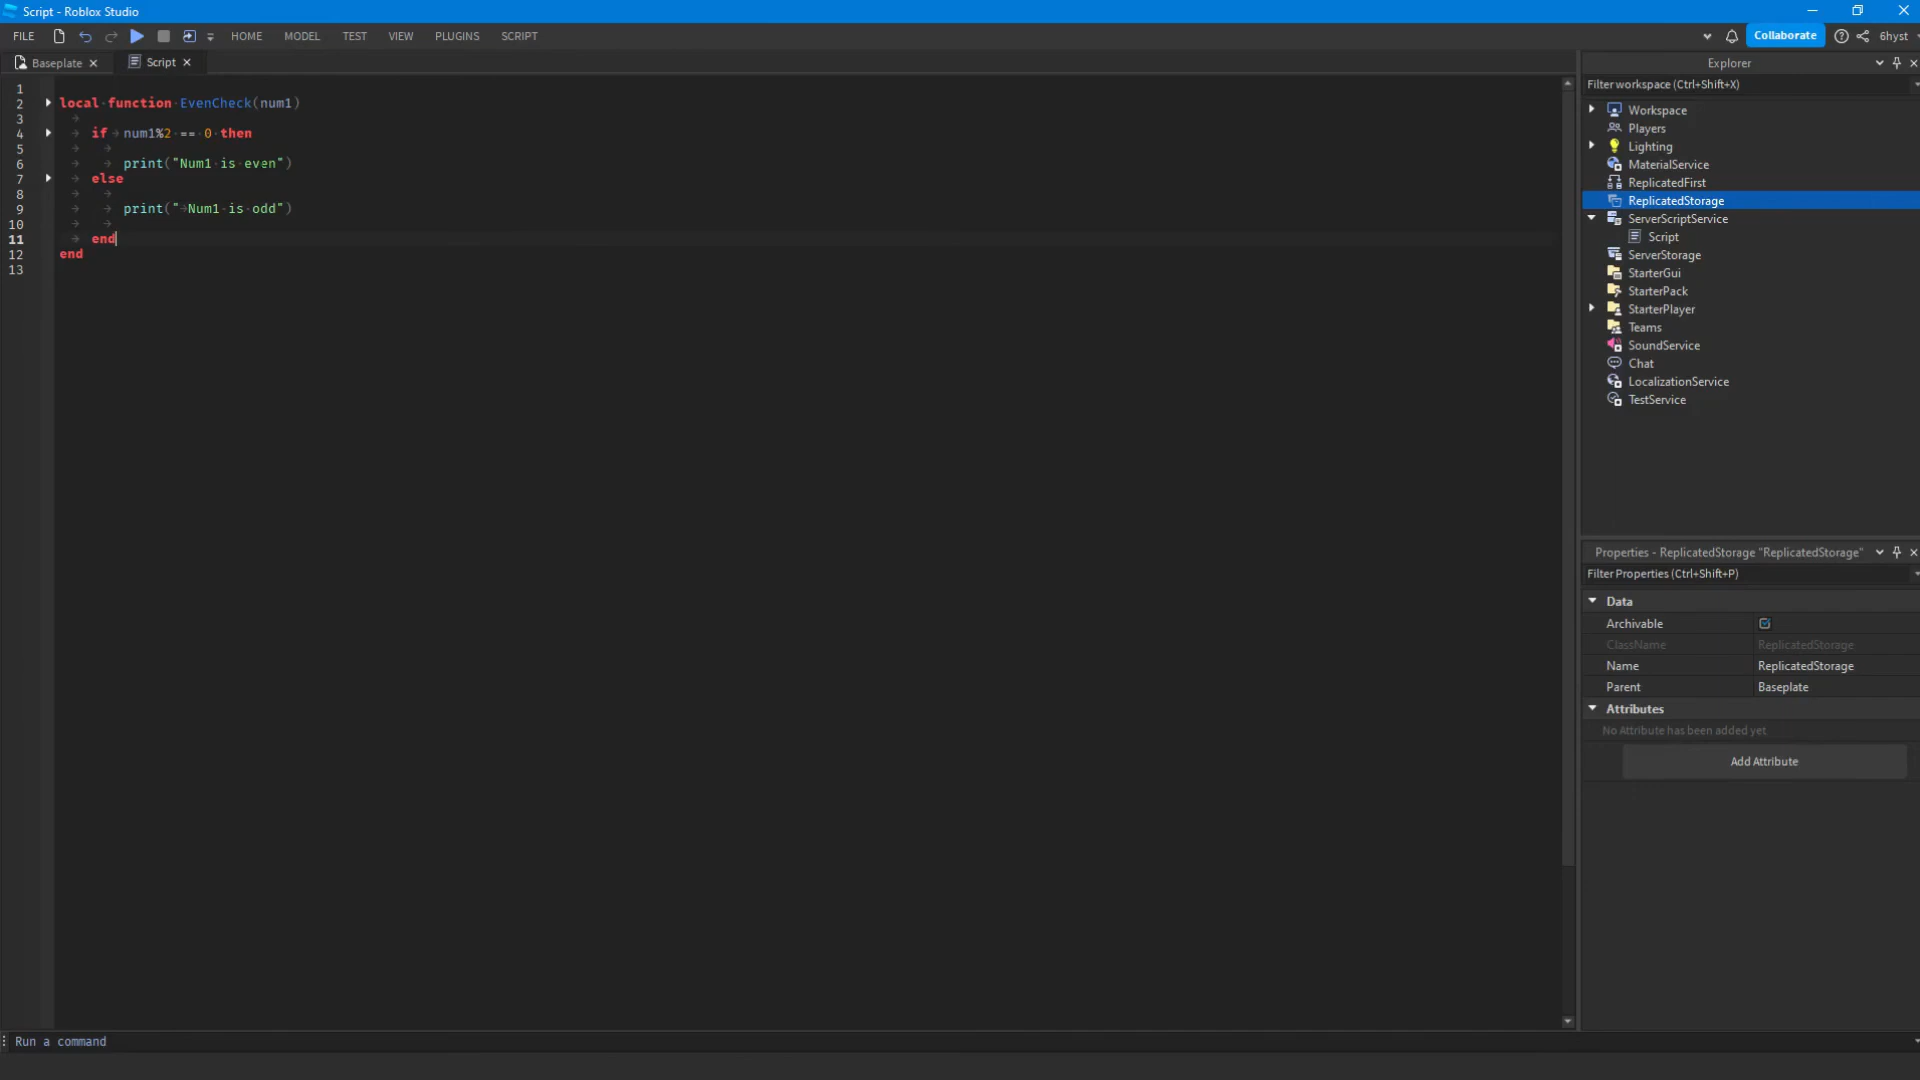 Script - Roblox Studio
FILE HOME MODEL TEST VIEW PLUGINS SCRIPT Collaborate 6hyst
Baseplate Script
1
2 local function EvenCheck(num1)
3
4 if num1%2 == 0 then
5
6 print("Num1 is even")
7 else
8
9 print(" Num1 is odd")
10
11 end
12 end
13
Explorer
Filter workspace (Ctrl+Shift+X)
Workspace
Players
Lighting
MaterialService
ReplicatedFirst
ReplicatedStorage
ServerScriptService
Script
ServerStorage
StarterGui
StarterPack
StarterPlayer
Teams
SoundService
Chat
LocalizationService
TestService
Properties - ReplicatedStorage "ReplicatedStorage"
Filter Properties (Ctrl+Shift+P)
Data
Archivable
ClassName ReplicatedStorage
Name ReplicatedStorage
Parent Baseplate
Attributes
No Attribute has been added yet
Add Attribute
Run a command